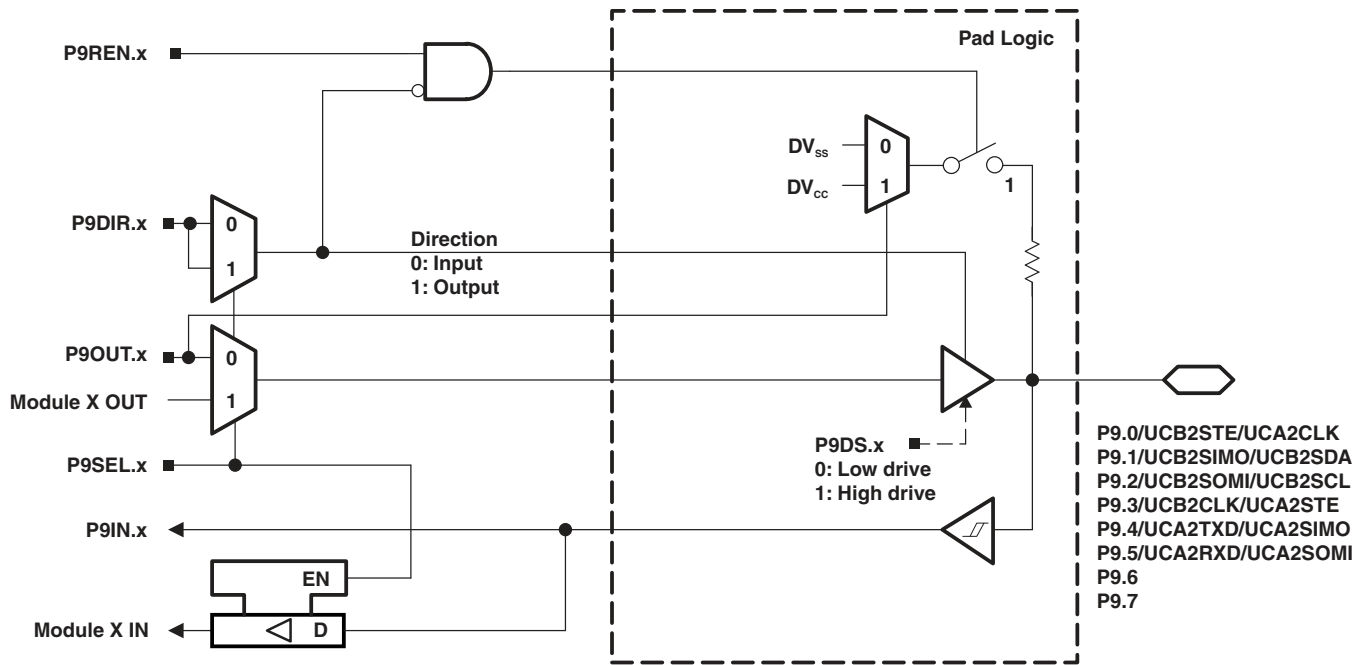 Pad Logic
P9REN.x
DVSS
0
DVCC
1
1
P9DIR.x
0
1
Direction
0: Input
1: Output
P9OUT.x
0
Module X OUT
1
P9DS.x
0: Low drive
1: High drive
P9SEL.x
P9IN.x
EN
Module X IN
D
P9.0/UCB2STE/UCA2CLK
P9.1/UCB2SIMO/UCB2SDA
P9.2/UCB2SOMI/UCB2SCL
P9.3/UCB2CLK/UCA2STE
P9.4/UCA2TXD/UCA2SIMO
P9.5/UCA2RXD/UCA2SOMI
P9.6
P9.7